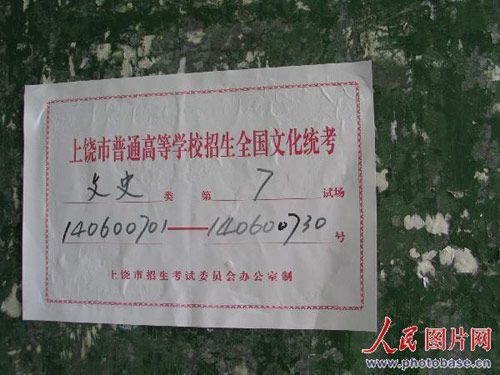 上饶市普通高等学校招生全国文化统考
文史 类 第 7 试场
140600701——140600730 号
上饶市招生考试委员会办公室制
人民图片网
www.photobase.cn